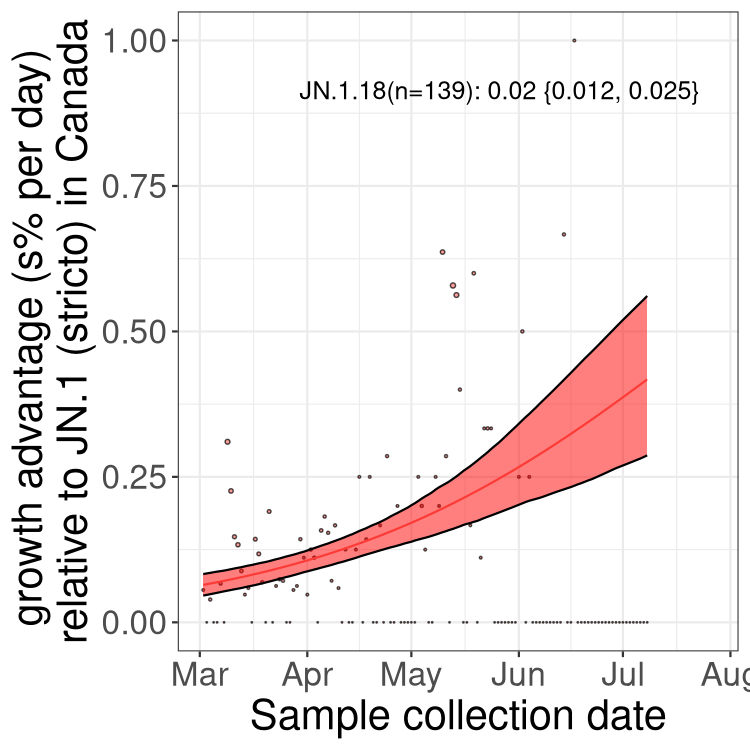 growth advantage (s% per day)
relative to JN.1 (stricto) in Canada
1.00
0.75
0.50
0.25
0.00
JN.1.18(n=139): 0.02 {0.012, 0.025}
Mar Apr May Jun Jul Aug
Sample collection date